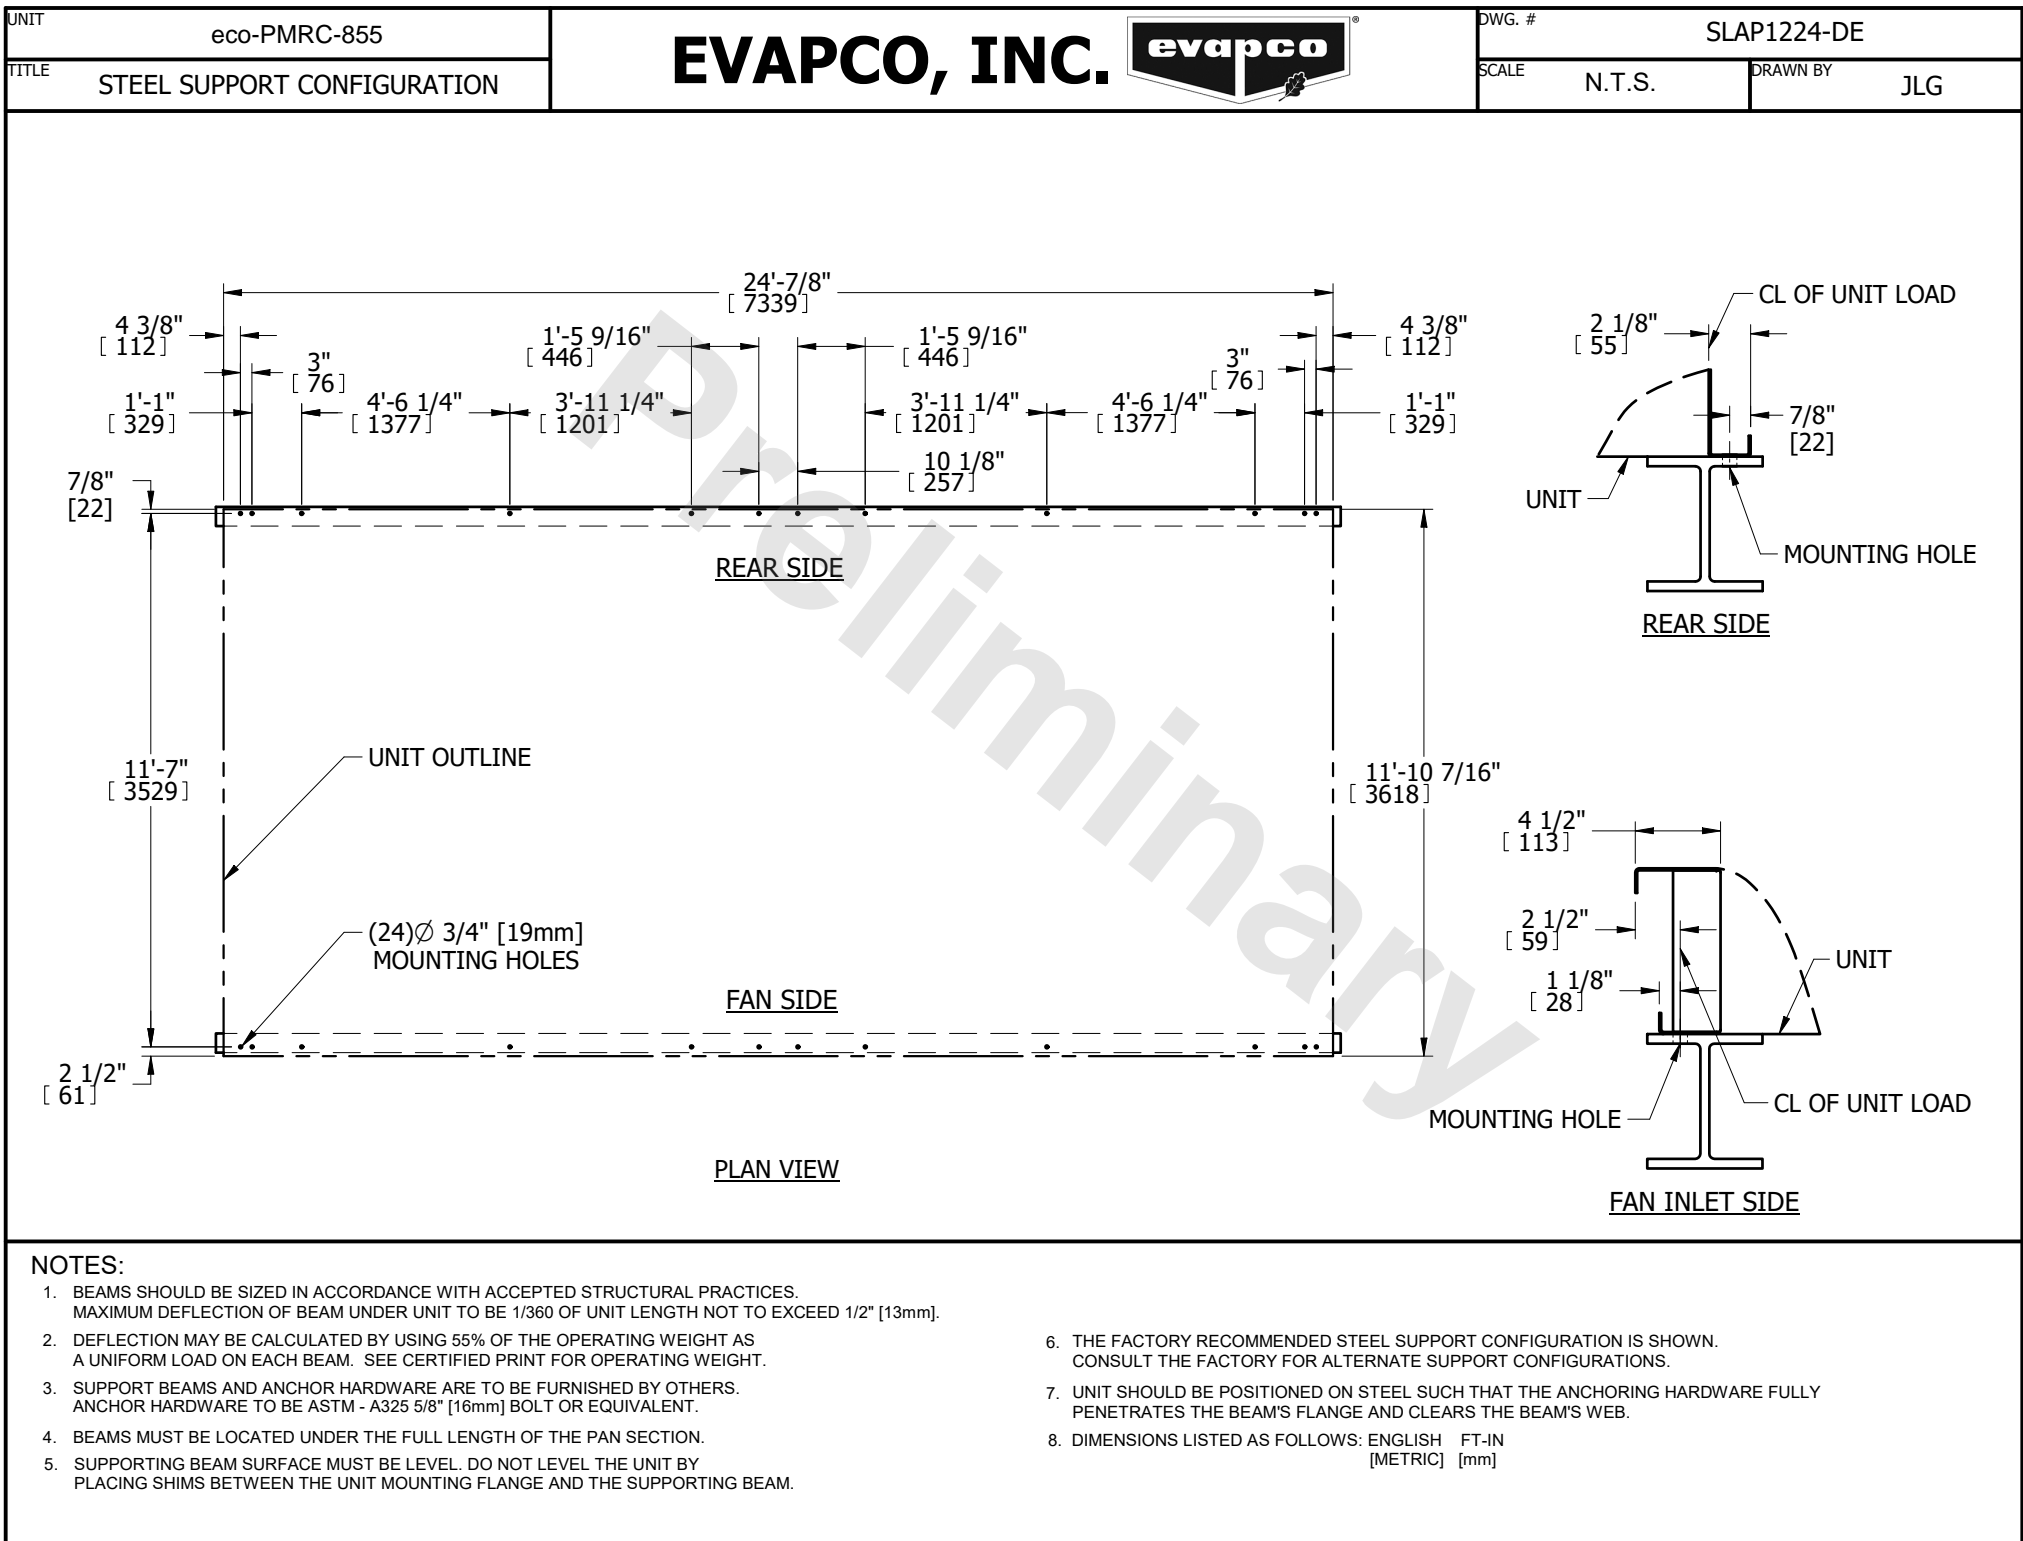 UNIT
eco-PMRC-855
TITLE
STEEL SUPPORT CONFIGURATION
EVAPCO, INC.
evapco
®
DWG. #
SLAP1224-DE
SCALE
N.T.S.
DRAWN BY
JLG
24'-7/8"
[ 7339]
4 3/8"
[ 112]
3"
[ 76]
1'-5 9/16"
[ 446]
1'-5 9/16"
[ 446]
3"
[ 76]
4 3/8"
[ 112]
1'-1"
[ 329]
4'-6 1/4"
[ 1377]
3'-11 1/4"
[ 1201]
3'-11 1/4"
[ 1201]
4'-6 1/4"
[ 1377]
1'-1"
[ 329]
10 1/8"
[ 257]
7/8"
[22]
REAR SIDE
UNIT OUTLINE
11'-7"
[ 3529]
11'-10 7/16"
[ 3618]
(24)Ø 3/4" [19mm]
MOUNTING HOLES
FAN SIDE
2 1/2"
[ 61]
PLAN VIEW
Preliminary
CL OF UNIT LOAD
2 1/8"
[ 55]
7/8"
[22]
UNIT
MOUNTING HOLE
REAR SIDE
4 1/2"
[ 113]
2 1/2"
[ 59]
1 1/8"
[ 28]
UNIT
CL OF UNIT LOAD
MOUNTING HOLE
FAN INLET SIDE
NOTES:
1. BEAMS SHOULD BE SIZED IN ACCORDANCE WITH ACCEPTED STRUCTURAL PRACTICES.
MAXIMUM DEFLECTION OF BEAM UNDER UNIT TO BE 1/360 OF UNIT LENGTH NOT TO EXCEED 1/2" [13mm].
2. DEFLECTION MAY BE CALCULATED BY USING 55% OF THE OPERATING WEIGHT AS
A UNIFORM LOAD ON EACH BEAM. SEE CERTIFIED PRINT FOR OPERATING WEIGHT.
3. SUPPORT BEAMS AND ANCHOR HARDWARE ARE TO BE FURNISHED BY OTHERS.
ANCHOR HARDWARE TO BE ASTM - A325 5/8" [16mm] BOLT OR EQUIVALENT.
4. BEAMS MUST BE LOCATED UNDER THE FULL LENGTH OF THE PAN SECTION.
5. SUPPORTING BEAM SURFACE MUST BE LEVEL. DO NOT LEVEL THE UNIT BY
PLACING SHIMS BETWEEN THE UNIT MOUNTING FLANGE AND THE SUPPORTING BEAM.
6. THE FACTORY RECOMMENDED STEEL SUPPORT CONFIGURATION IS SHOWN.
CONSULT THE FACTORY FOR ALTERNATE SUPPORT CONFIGURATIONS.
7. UNIT SHOULD BE POSITIONED ON STEEL SUCH THAT THE ANCHORING HARDWARE FULLY
PENETRATES THE BEAM'S FLANGE AND CLEARS THE BEAM'S WEB.
8. DIMENSIONS LISTED AS FOLLOWS: ENGLISH FT-IN
[METRIC] [mm]